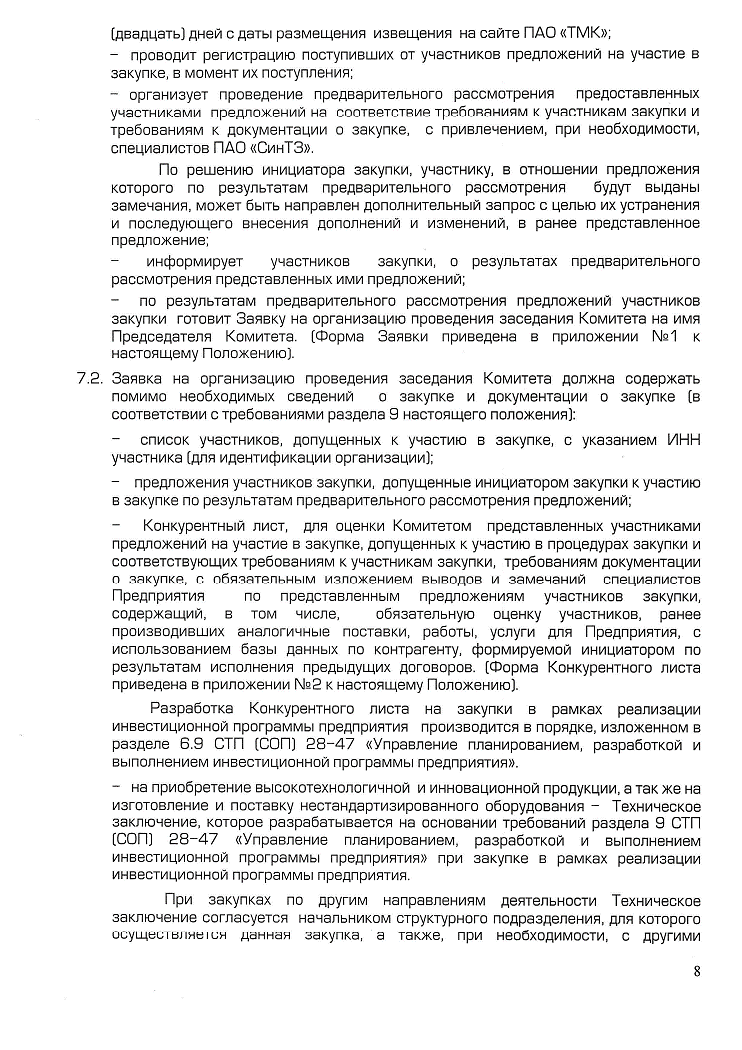 (двадцать) дней с даты размещения извещения на сайте ПАО «ТМК»;
– проводит регистрацию поступивших от участников предложений на участие в
закупке, в момент их поступления;
– организует проведение предварительного рассмотрения предоставленных
участниками предложений на соответствие требованиям к участникам закупки и
требованиям к документации о закупке, с привлечением, при необходимости,
специалистов ПАО «СинТЗ».
По решению инициатора закупки, участнику, в отношении предложения
которого по результатам предварительного рассмотрения будут выданы
замечания, может быть направлен дополнительный запрос с целью их устранения
и последующего внесения дополнений и изменений, в ранее представленное
предложение;
– информирует участников закупки, о результатах предварительного
рассмотрения представленных ими предложений;
– по результатам предварительного рассмотрения предложений участников
закупки готовит Заявку на организацию проведения заседания Комитета на имя
Председателя Комитета. (Форма Заявки приведена в приложении №1 к
настоящему Положению).
7.2. Заявка на организацию проведения заседания Комитета должна содержать
помимо необходимых сведений о закупке и документации о закупке (в
соответствии с требованиями раздела 9 настоящего положения):
– список участников, допущенных к участию в закупке, с указанием ИНН
участника (для идентификации организации);
– предложения участников закупки, допущенные инициатором закупки к участию
в закупке по результатам предварительного рассмотрения предложений;
– Конкурентный лист, для оценки Комитетом представленных участниками
предложений на участие в закупке, допущенных к участию в процедурах закупки и
соответствующих требованиям к участникам закупки, требованиям документации
о закупке, с обязательным изложением выводов и замечаний специалистов
Предприятия по представленным предложениям участников закупки,
содержащий, в том числе, обязательную оценку участников, ранее
производивших аналогичные поставки, работы, услуги для Предприятия, с
использованием базы данных по контрагенту, формируемой инициатором по
результатам исполнения предыдущих договоров. (Форма Конкурентного листа
приведена в приложении №2 к настоящему Положению).
Разработка Конкурентного листа на закупки в рамках реализации
инвестиционной программы предприятия производится в порядке, изложенном в
разделе 6.9 СТП (СОП) 28–47 «Управление планированием, разработкой и
выполнением инвестиционной программы предприятия».
– на приобретение высокотехнологичной и инновационной продукции, а так же на
изготовление и поставку нестандартизированного оборудования – Техническое
заключение, которое разрабатывается на основании требований раздела 9 СТП
(СОП) 28–47 «Управление планированием, разработкой и выполнением
инвестиционной программы предприятия» при закупке в рамках реализации
инвестиционной программы предприятия.
При закупках по другим направлениям деятельности Техническое
заключение согласуется начальником структурного подразделения, для которого
осуществляется данная закупка, а также, при необходимости, с другими
8